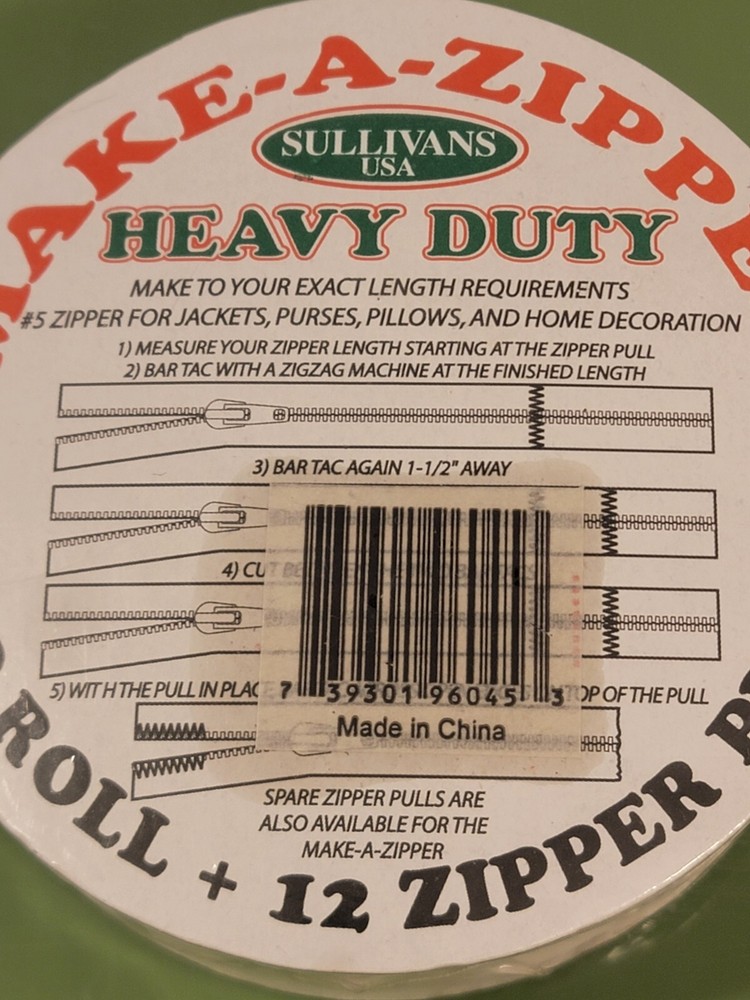 MAKE-A-ZIPPE
SULLIVANS
USA
HEAVY DUTY
MAKE TO YOUR EXACT LENGTH REQUIREMENTS
#5 ZIPPER FOR JACKETS, PURSES, PILLOWS, AND HOME DECORATION
1) MEASURE YOUR ZIPPER LENGTH STARTING AT THE ZIPPER PULL
2) BAR TAC WITH A ZIGZAG MACHINE AT THE FINISHED LENGTH
3) BAR TAC AGAIN 1-1/2" AWAY
4) CUT
5) WITH THE PULL IN PLAC TOP OF THE PULL
7 39301 96045 3
Made in China
SPARE ZIPPER PULLS ARE
ALSO AVAILABLE FOR THE
MAKE-A-ZIPPER
ROLL + 12 ZIPPER